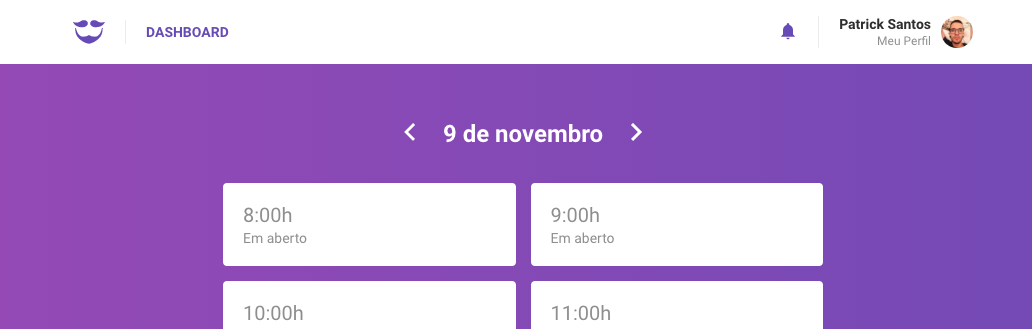 DASHBOARD
Patrick Santos
Meu Perfil
9 de novembro
8:00h
Em aberto
9:00h
Em aberto
10:00h
11:00h